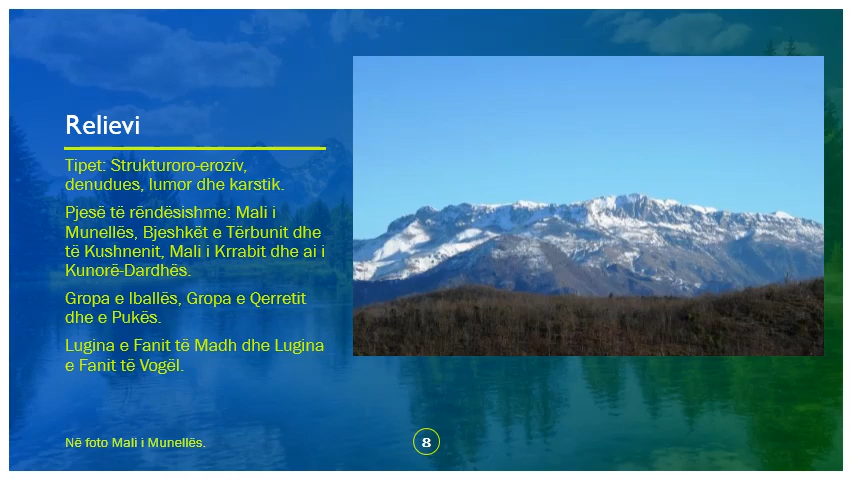 Relievi
Tipet: Strukturoro-eroziv,
denudues, lumor dhe karstik.
Pjesë të rëndësishme: Mali i
Munellës, Bjeshkët e Tërbunit dhe
të Kushnenit, Mali i Krrabit dhe ai i
Kunorë-Dardhës.
Gropa e Iballës, Gropa e Qerretit
dhe e Pukës.
Lugina e Fanit të Madh dhe Lugina
e Fanit të Vogël.
Në foto Mali i Munellës.
8